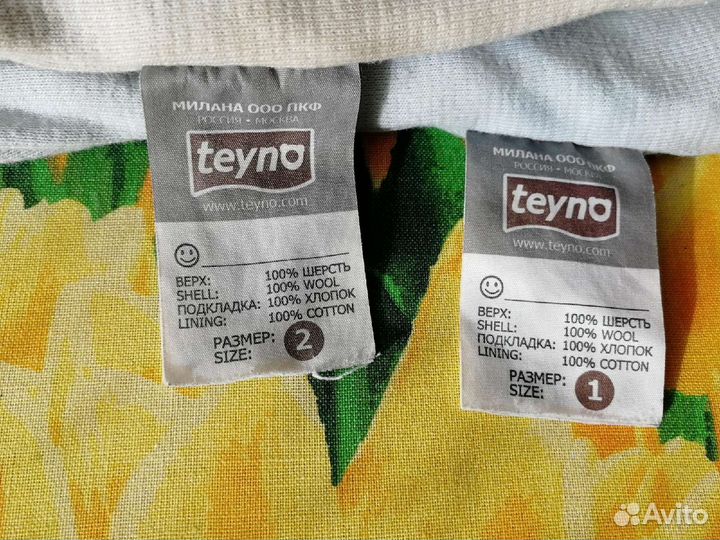 МИЛАНА ООО ПКФ
РОССИЯ • МОСКВА
teyno
www.teyno.com
ВЕРХ: 100% ШЕРСТЬ
SHELL: 100% WOOL
ПОДКЛАДКА: 100% ХЛОПОК
LINING: 100% COTTON
РАЗМЕР:
SIZE: 2
МИЛАНА ООО ПКФ
РОССИЯ • МОСКВА
teyno
www.teyno.com
ВЕРХ: 100% ШЕРСТЬ
SHELL: 100% WOOL
ПОДКЛАДКА: 100% ХЛОПОК
LINING: 100% COTTON
РАЗМЕР:
SIZE: 1
Avito